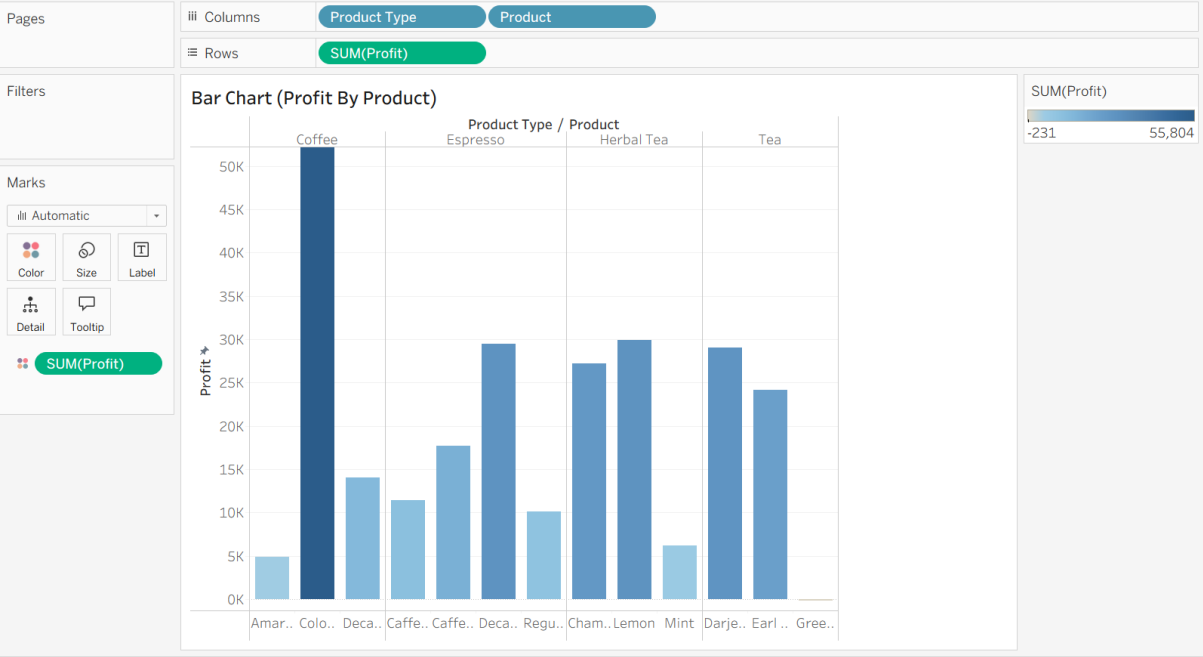 Pages
Columns
Product Type
Product
Rows
SUM(Profit)
Filters
Marks
Automatic
Color
Size
Label
Detail
Tooltip
SUM(Profit)
Bar Chart (Profit By Product)
Product Type / Product
Coffee Espresso Herbal Tea Tea
50K
45K
40K
35K
30K
25K
20K
15K
10K
5K
0K
Profit
Amar.. Colo.. Deca.. Caffe.. Caffe.. Deca.. Regu.. Cham.. Lemon Mint Darje.. Earl .. Gree..
SUM(Profit)
-231 55,804